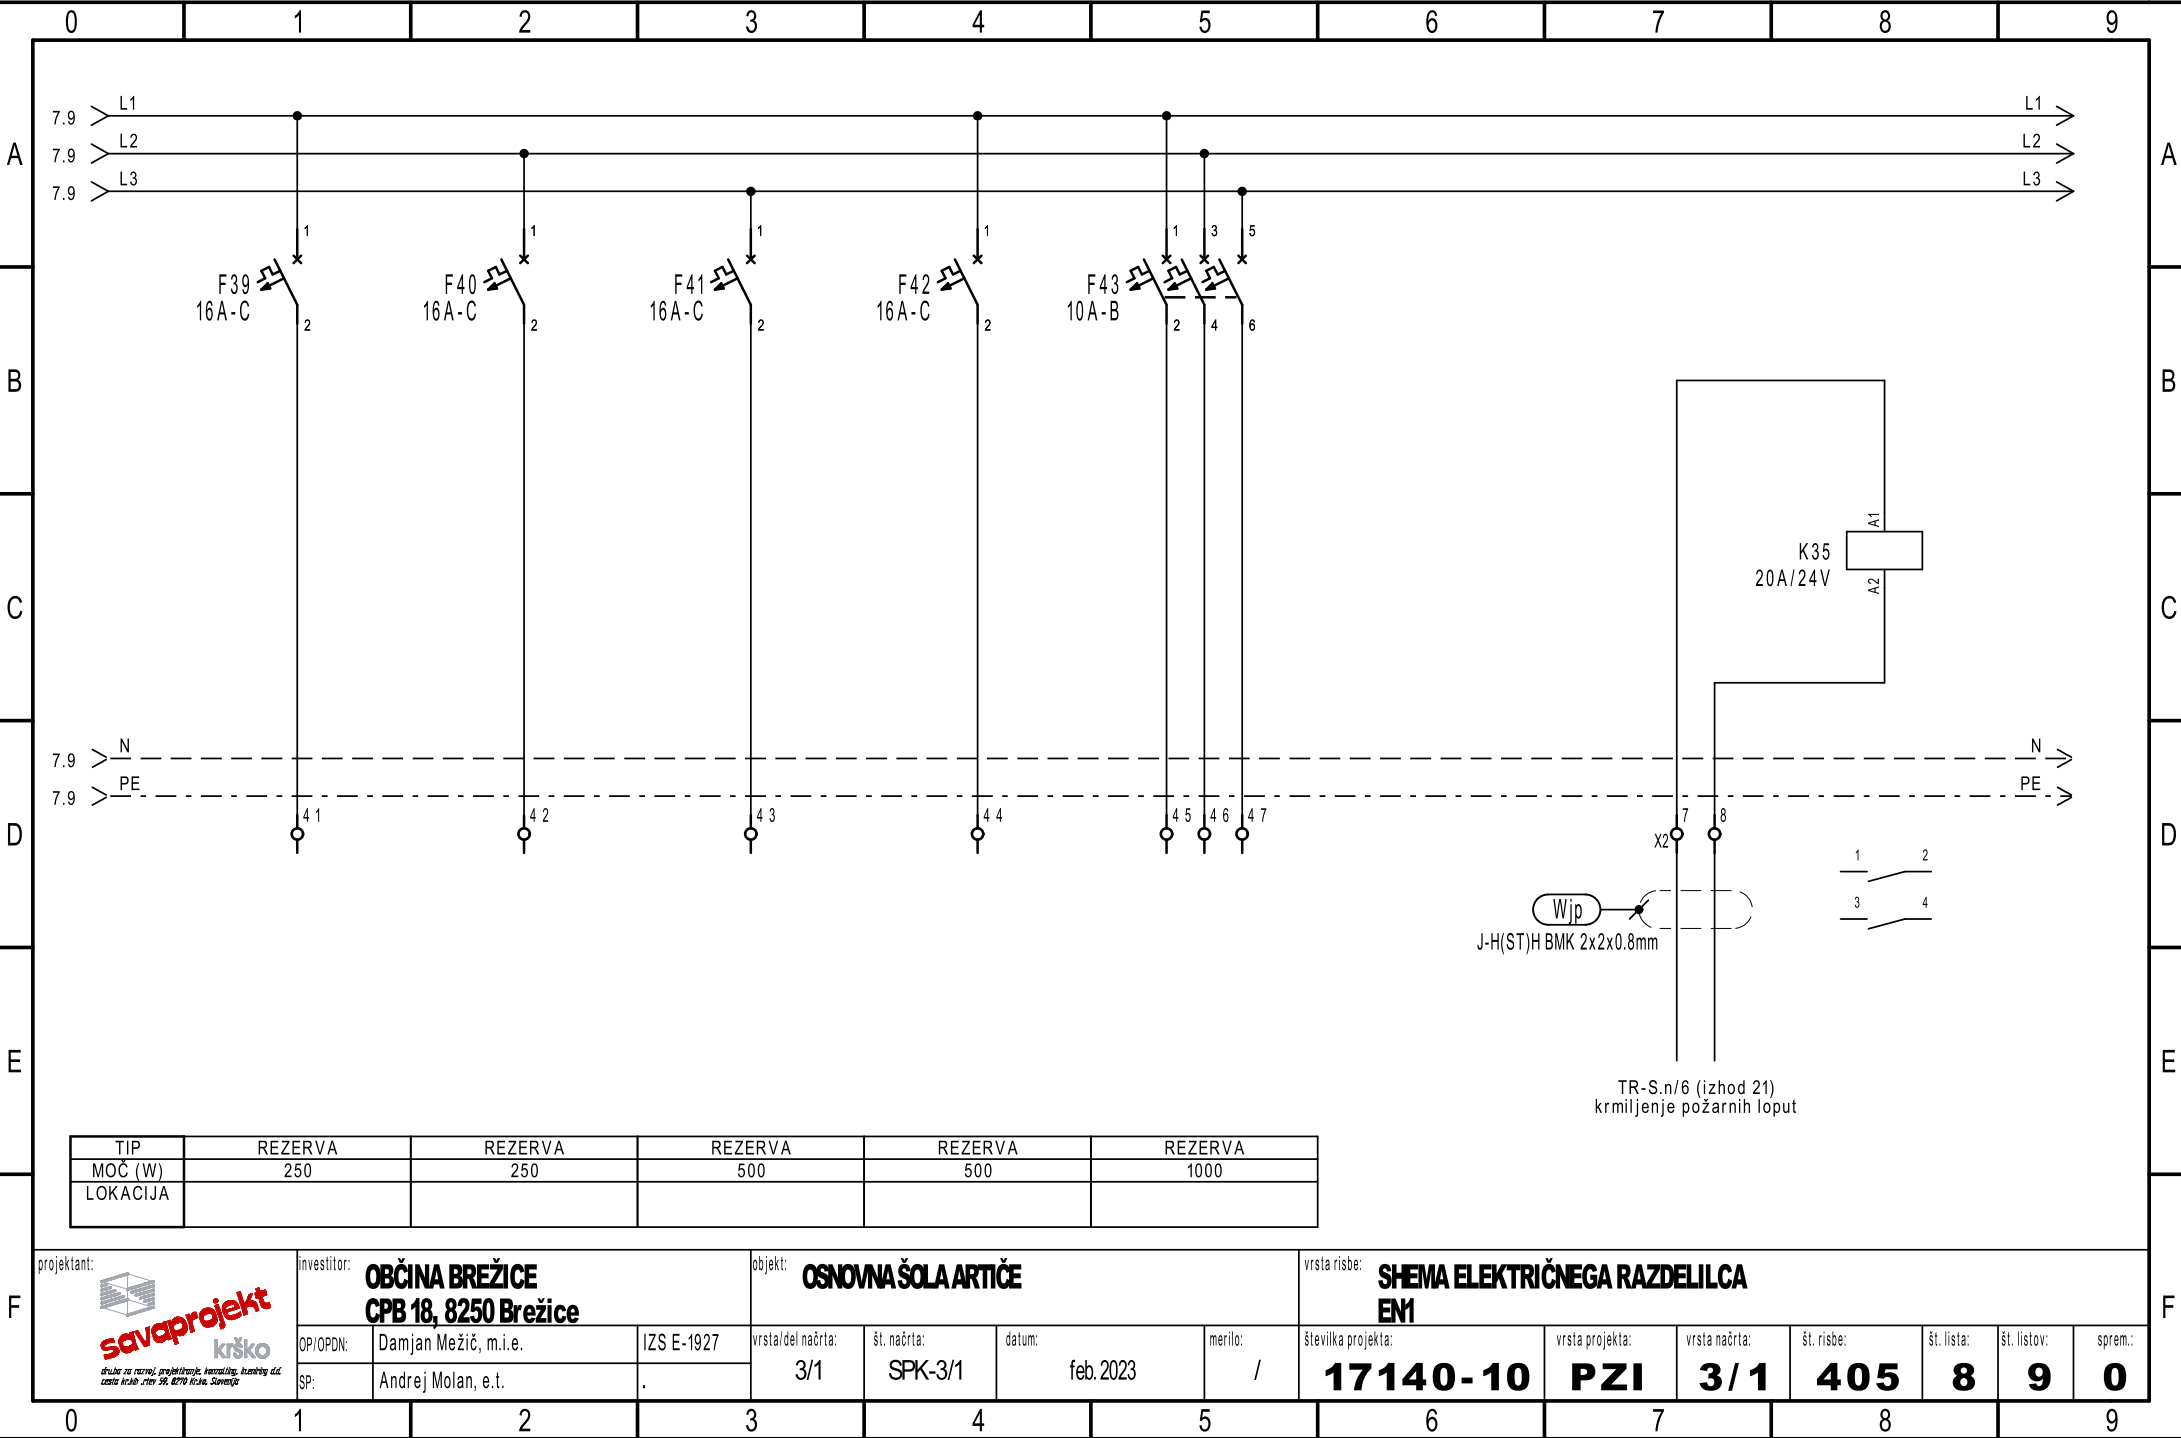 0 1 2 3 4 5 6 7 8 9
7.9 L1 L1
A 7.9 L2 L2 A
7.9 L3 L3
1 1 1 1 1 3 5
F39 F40 F41 F42 F43
16A-C 16A-C 16A-C 16A-C 10A-B
2 2 2 2 2 4 6
B B
A1
K35
20A/24V
A2
C C
7.9 N N
7.9 PE PE
41 42 43 44 45 46 47 7 8
D X2 D
1 2
3 4
Wjp
J-H(ST)H BMK 2x2x0.8mm
E E
TR-S.n/6 (izhod 21)
krmiljenje požarnih loput
TIP REZERVA REZERVA REZERVA REZERVA REZERVA
MOČ (W) 250 250 500 500 1000
LOKACIJA
F F
projektant:
savaprojekt
krško
investitor: OBČINA BREŽICE
CPB 18, 8250 Brežice
objekt: OSNOVNA ŠOLA ARTIČE
vrsta risbe: SHEMA ELEKTRIČNEGA RAZDELILCA
EN1
OP/OPDN: Damjan Mežič, m.i.e. IZS E-1927
SP: Andrej Molan, e.t. .
vrsta/del načrta: št. načrta: datum: merilo:
3/1 SPK-3/1 feb. 2023 /
številka projekta: vrsta projekta: vrsta načrta: št. risbe: št. lista: št. listov: sprem.:
17140-10 PZI 3/1 405 8 9 0
0 1 2 3 4 5 6 7 8 9